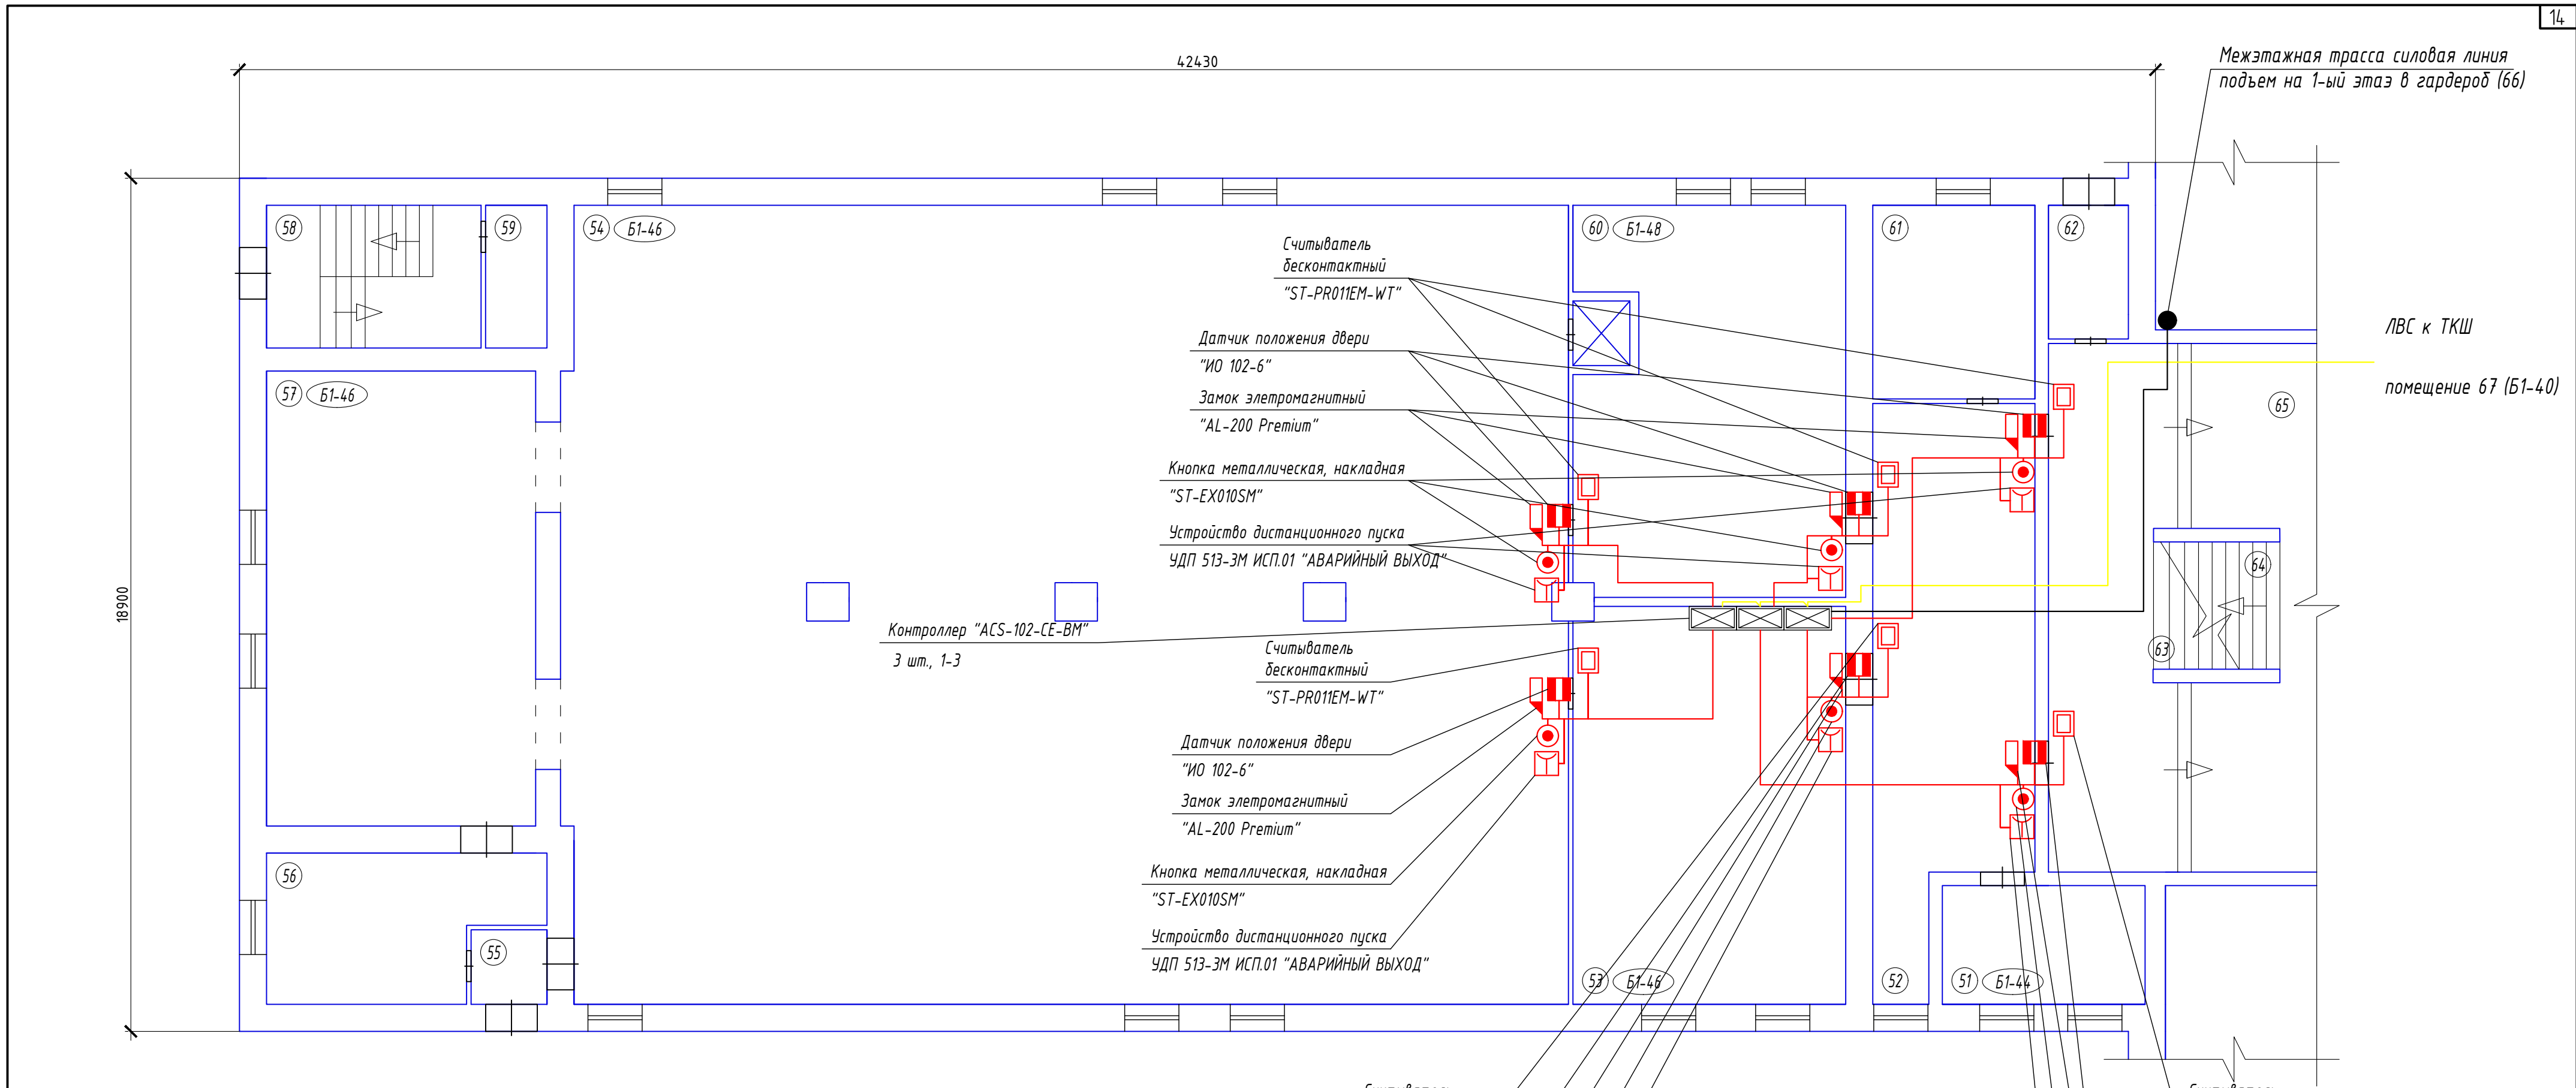 14
42430
Межэтажная трасса силовая линия
подъем на 1-ый этаз в гардероб (66)
58
59
54 Б1-46
60 Б1-48
61
62
Считыватель
бесконтактный
"ST-PR011EM-WT"
Датчик положения двери
"ИО 102-6"
Замок элетромагнитный
"AL-200 Premium"
Кнопка металлическая, накладная
"ST-EX010SM"
Устройство дистанционного пуска
УДП 513-3М ИСП.01 "АВАРИЙНЫЙ ВЫХОД"
ЛВС к ТКШ
помещение 67 (Б1-40)
57 Б1-46
65
64
63
18900
Контроллер "ACS-102-CE-BM"
3 шт., 1-3
Считыватель
бесконтактный
"ST-PR011EM-WT"
Датчик положения двери
"ИО 102-6"
Замок элетромагнитный
"AL-200 Premium"
Кнопка металлическая, накладная
"ST-EX010SM"
Устройство дистанционного пуска
УДП 513-3М ИСП.01 "АВАРИЙНЫЙ ВЫХОД"
56
55
53 Б1-46
52
51 Б1-44